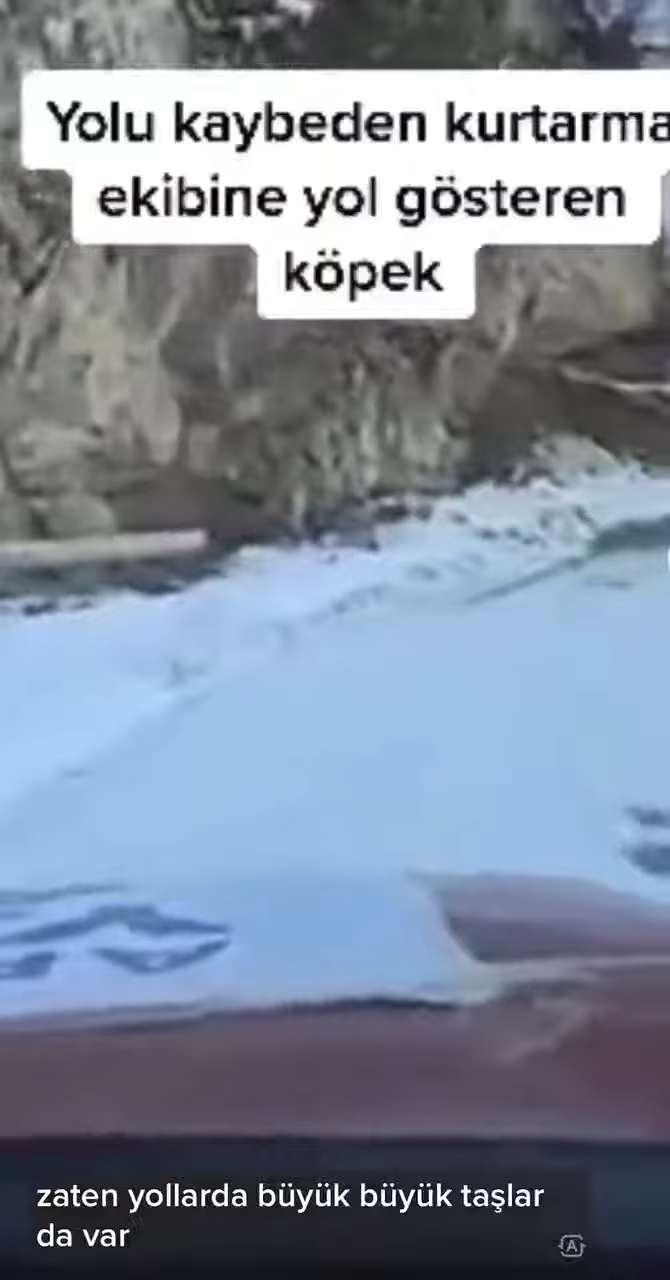 Yolu kaybeden kurtarma
ekibine yol gösteren
köpek
zaten yollarda büyük büyük taşlar
da var